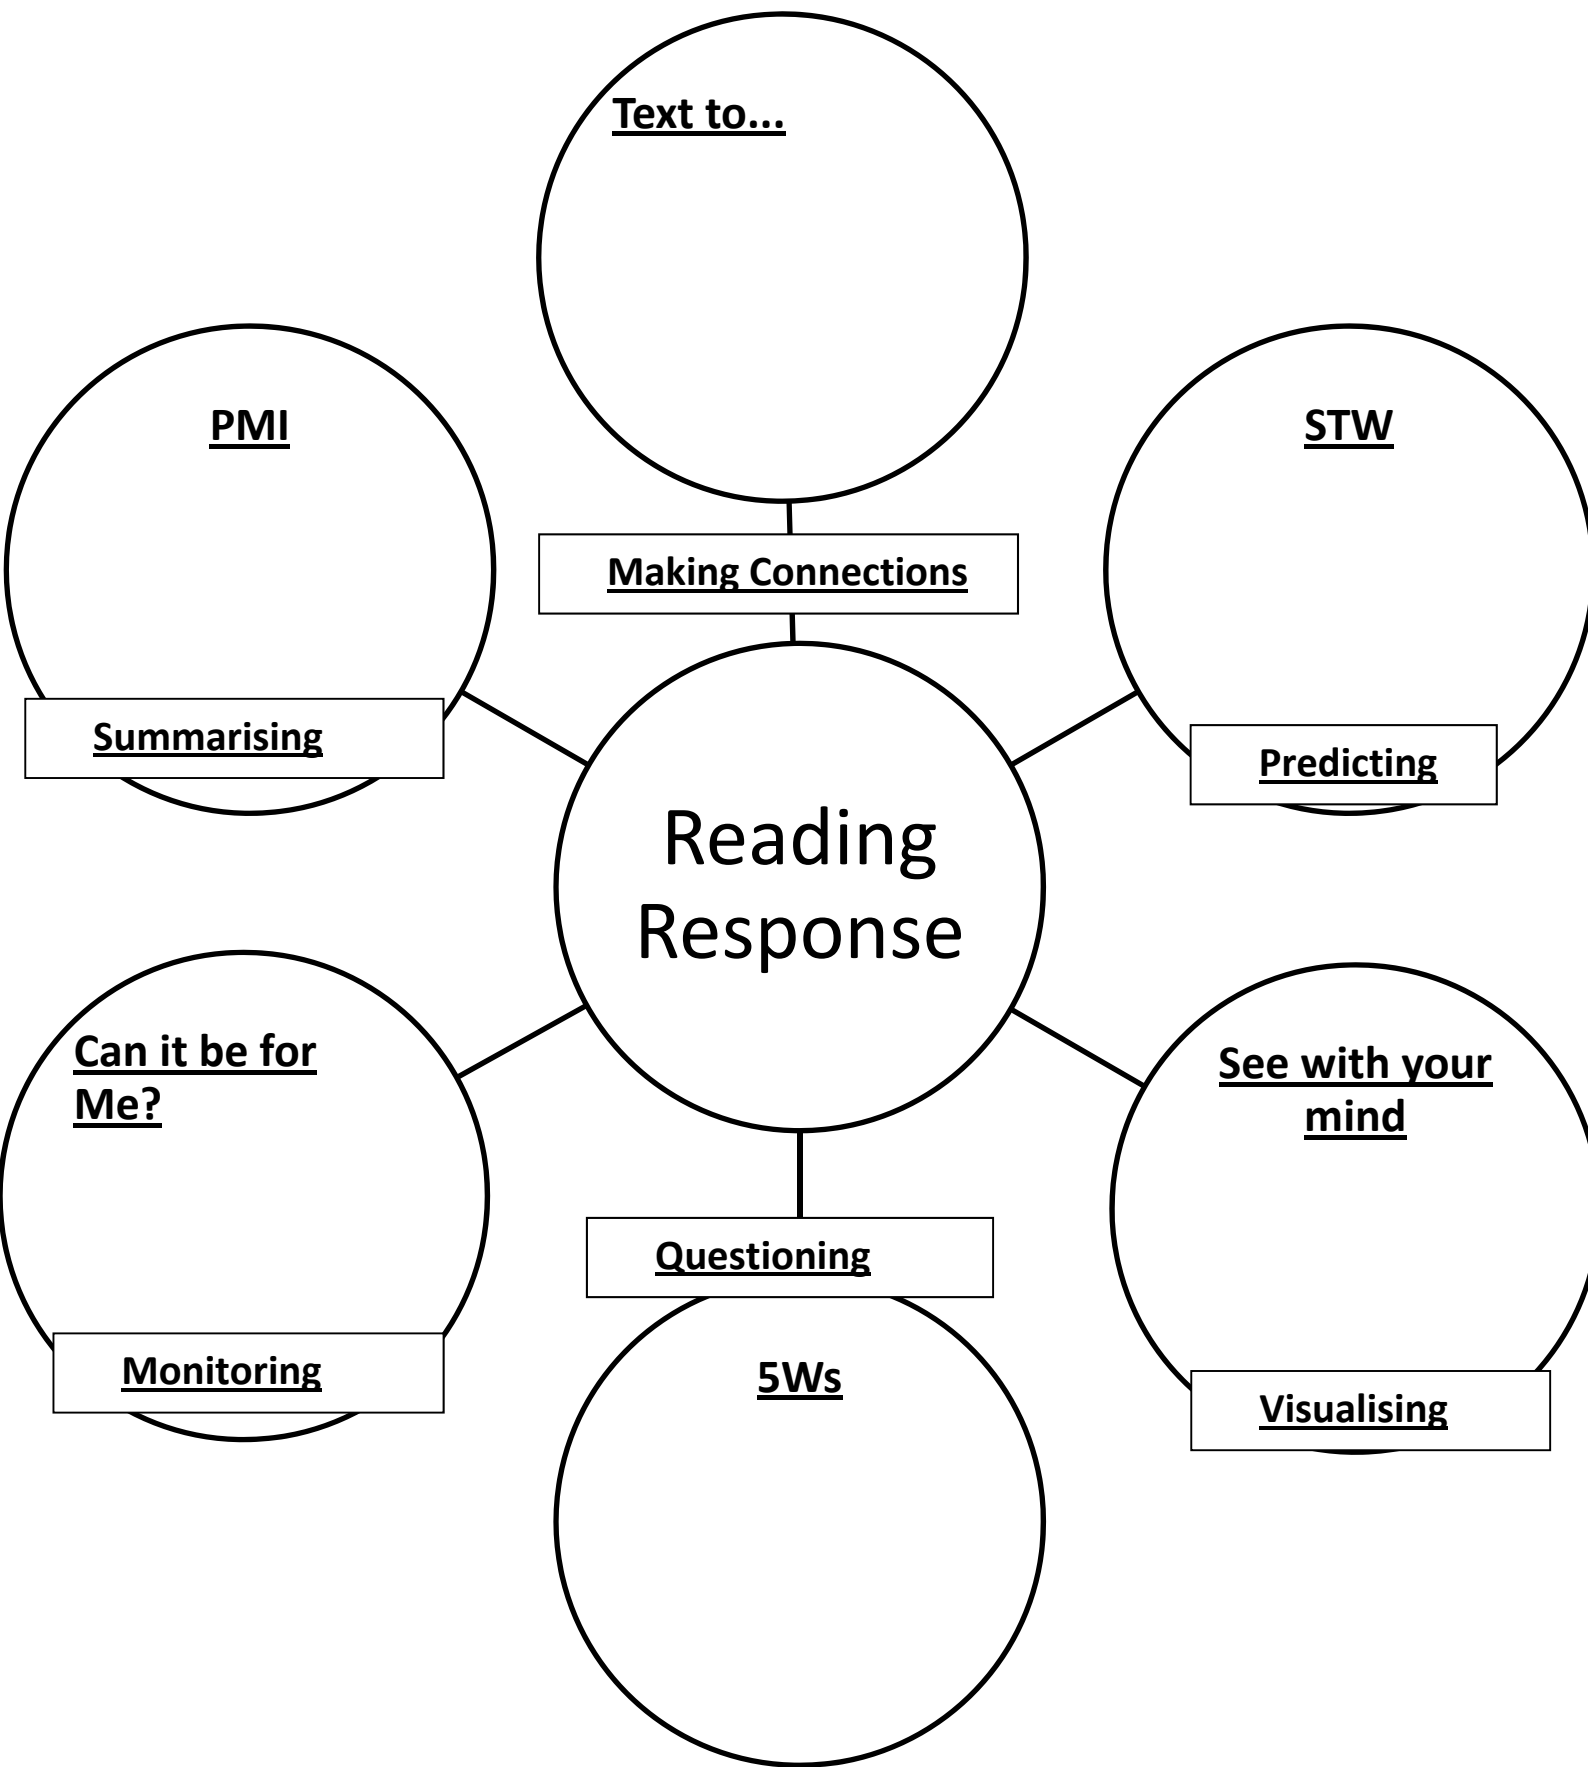 Text to...
PMI
STW
Making Connections
Summarising
Predicting
Reading
Response
Can it be for
Me?
See with your
mind
Questioning
Monitoring
5Ws
Visualising